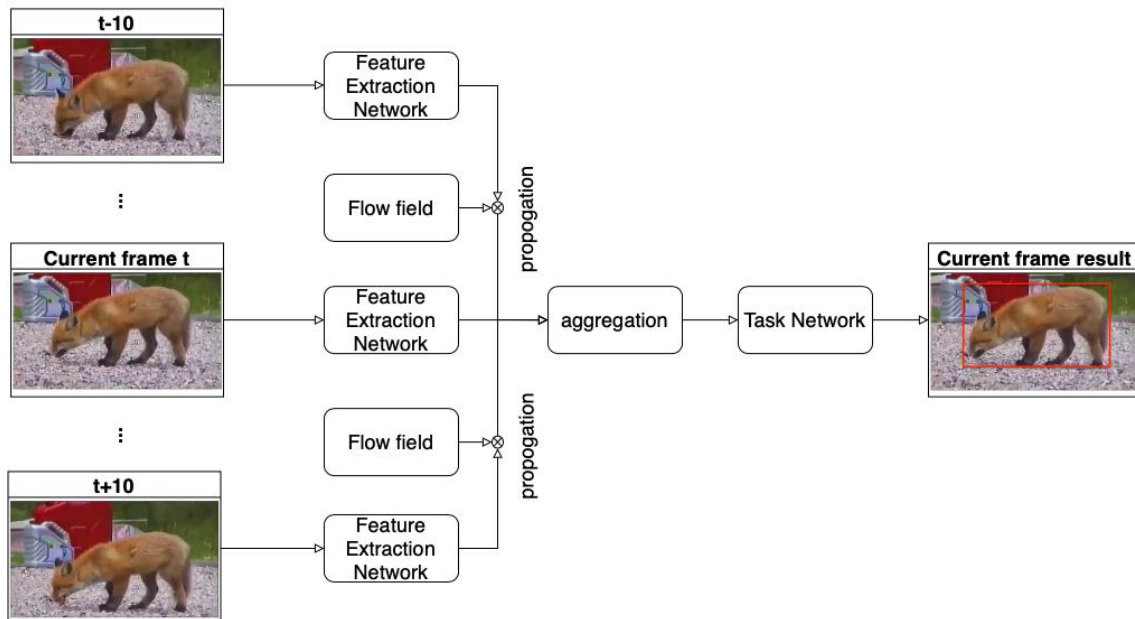 t-10
Feature
Extraction
Network
Flow field
propogation
...
Current frame t
Feature
Extraction
Network
aggregation
Task Network
Current frame result
...
Flow field
propogation
t+10
Feature
Extraction
Network